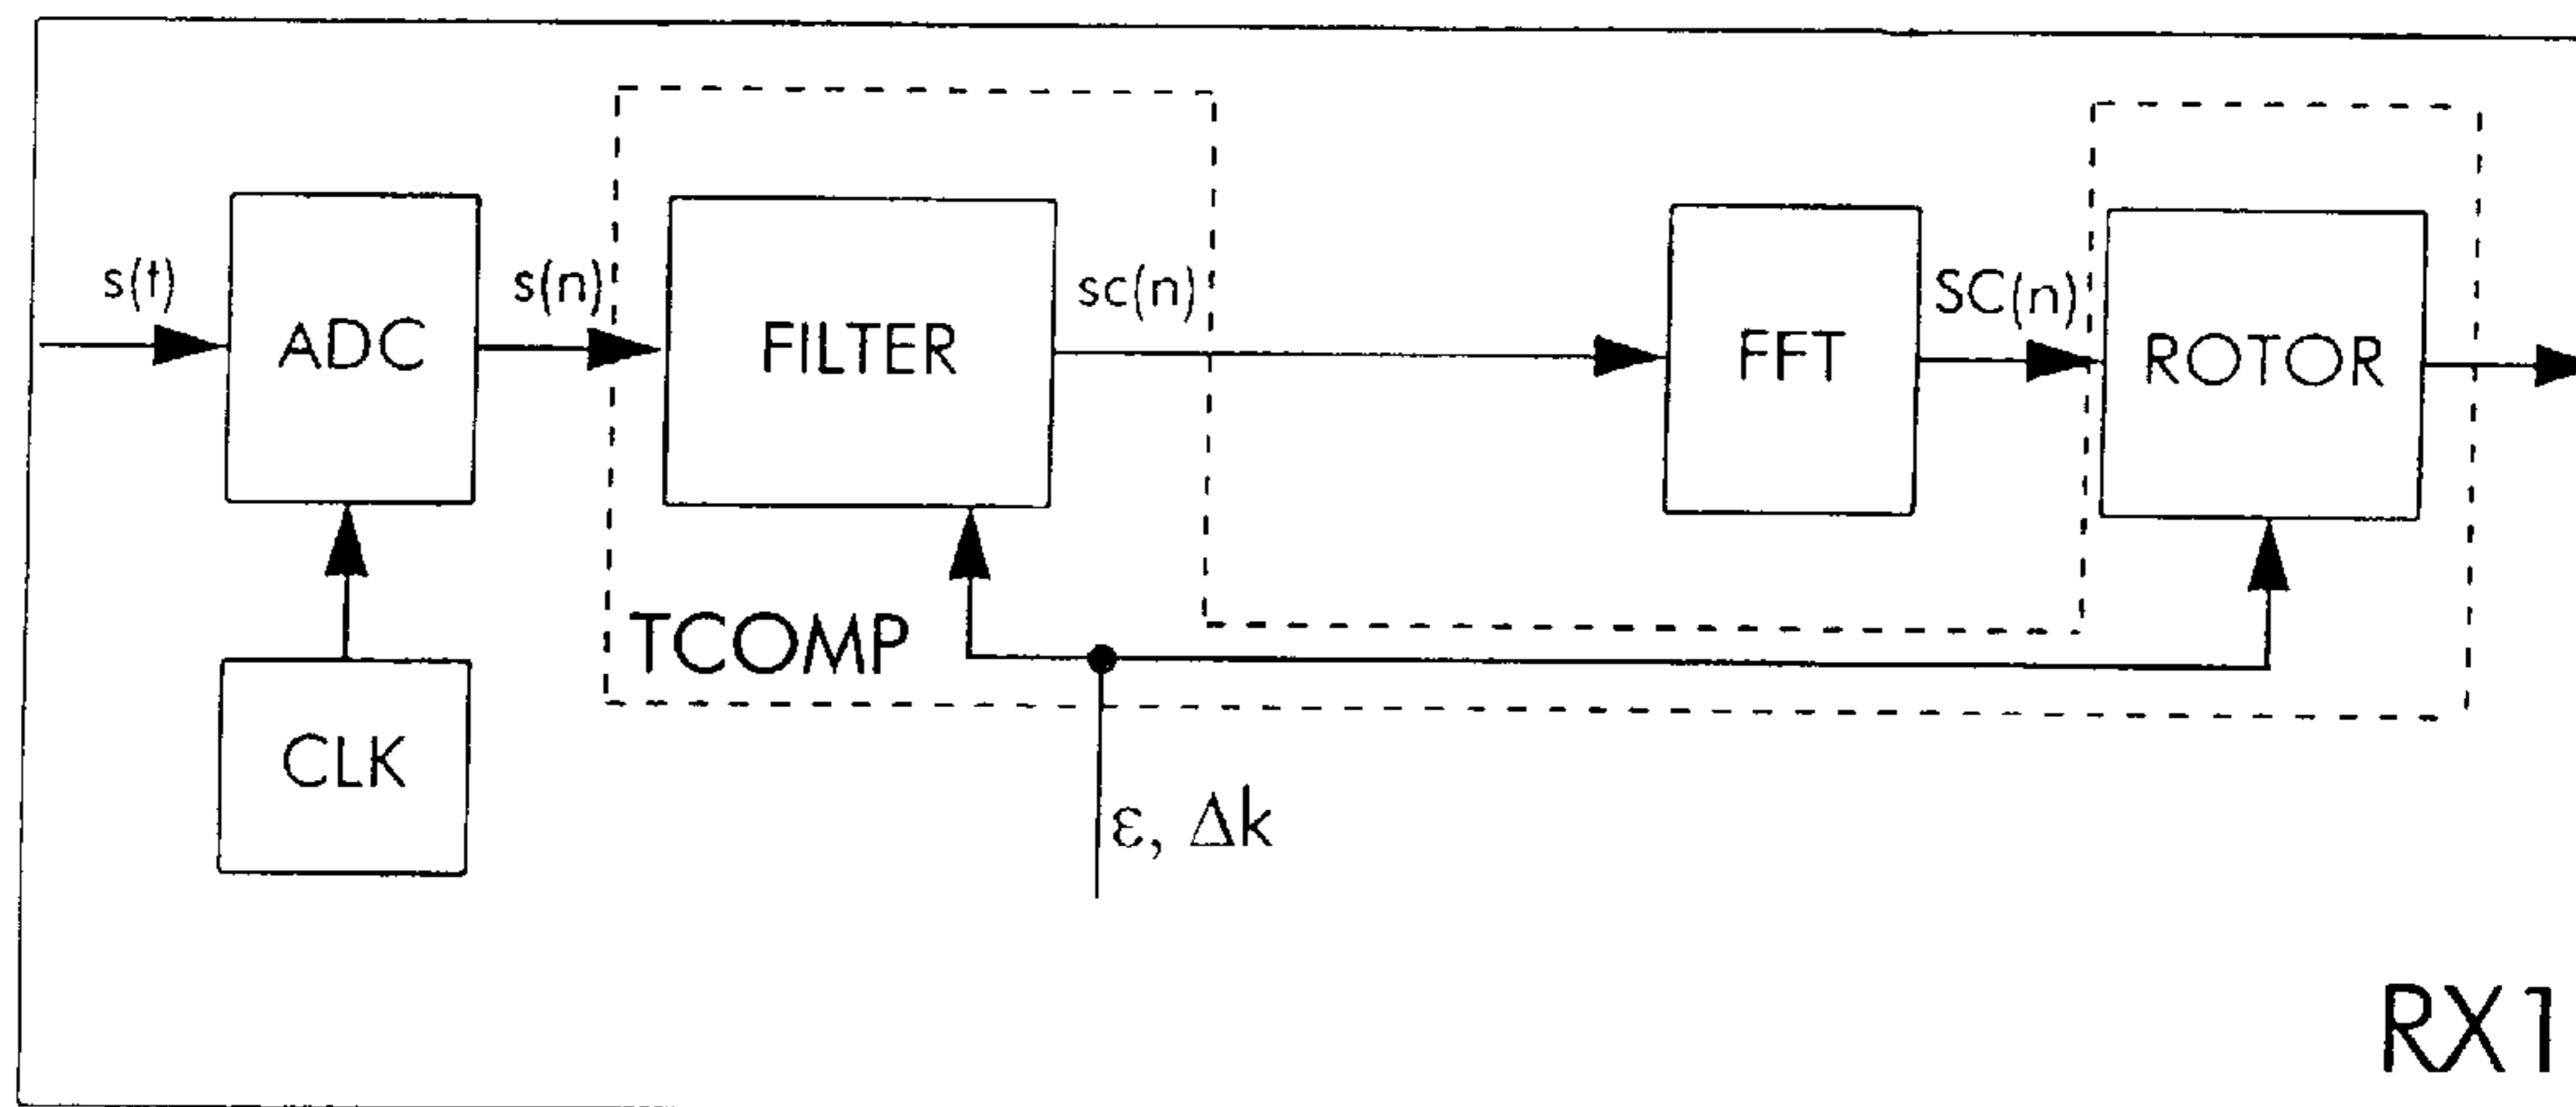 s(t)
ADC
s(n)
FILTER
sc(n)
FFT
SC(n)
ROTOR
TCOMP
CLK
ε, Δk
RX1